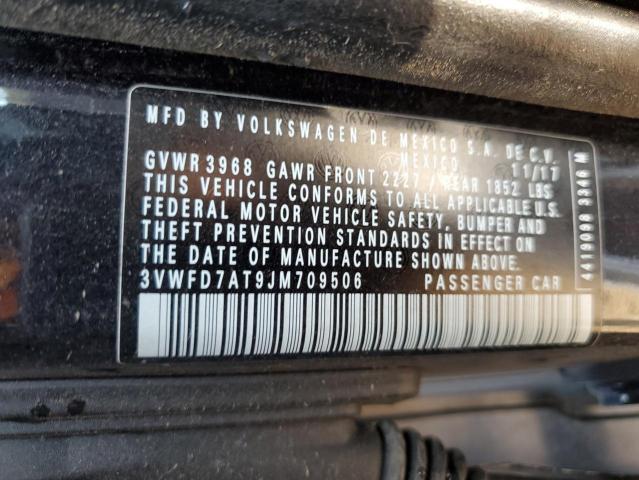 MFD BY VOLKSWAGEN DE MEXICO S.A. DE C.V.
MEXICO 11/17
GVWR 3968 GAWR FRONT 2227 / REAR 1852 LBS
THIS VEHICLE CONFORMS TO ALL APPLICABLE U.S.
FEDERAL MOTOR VEHICLE SAFETY, BUMPER AND
THEFT PREVENTION STANDARDS IN EFFECT ON
THE DATE OF MANUFACTURE SHOWN ABOVE.
3VWFD7AT9JM709506 PASSENGER CAR
4419098 3346 M